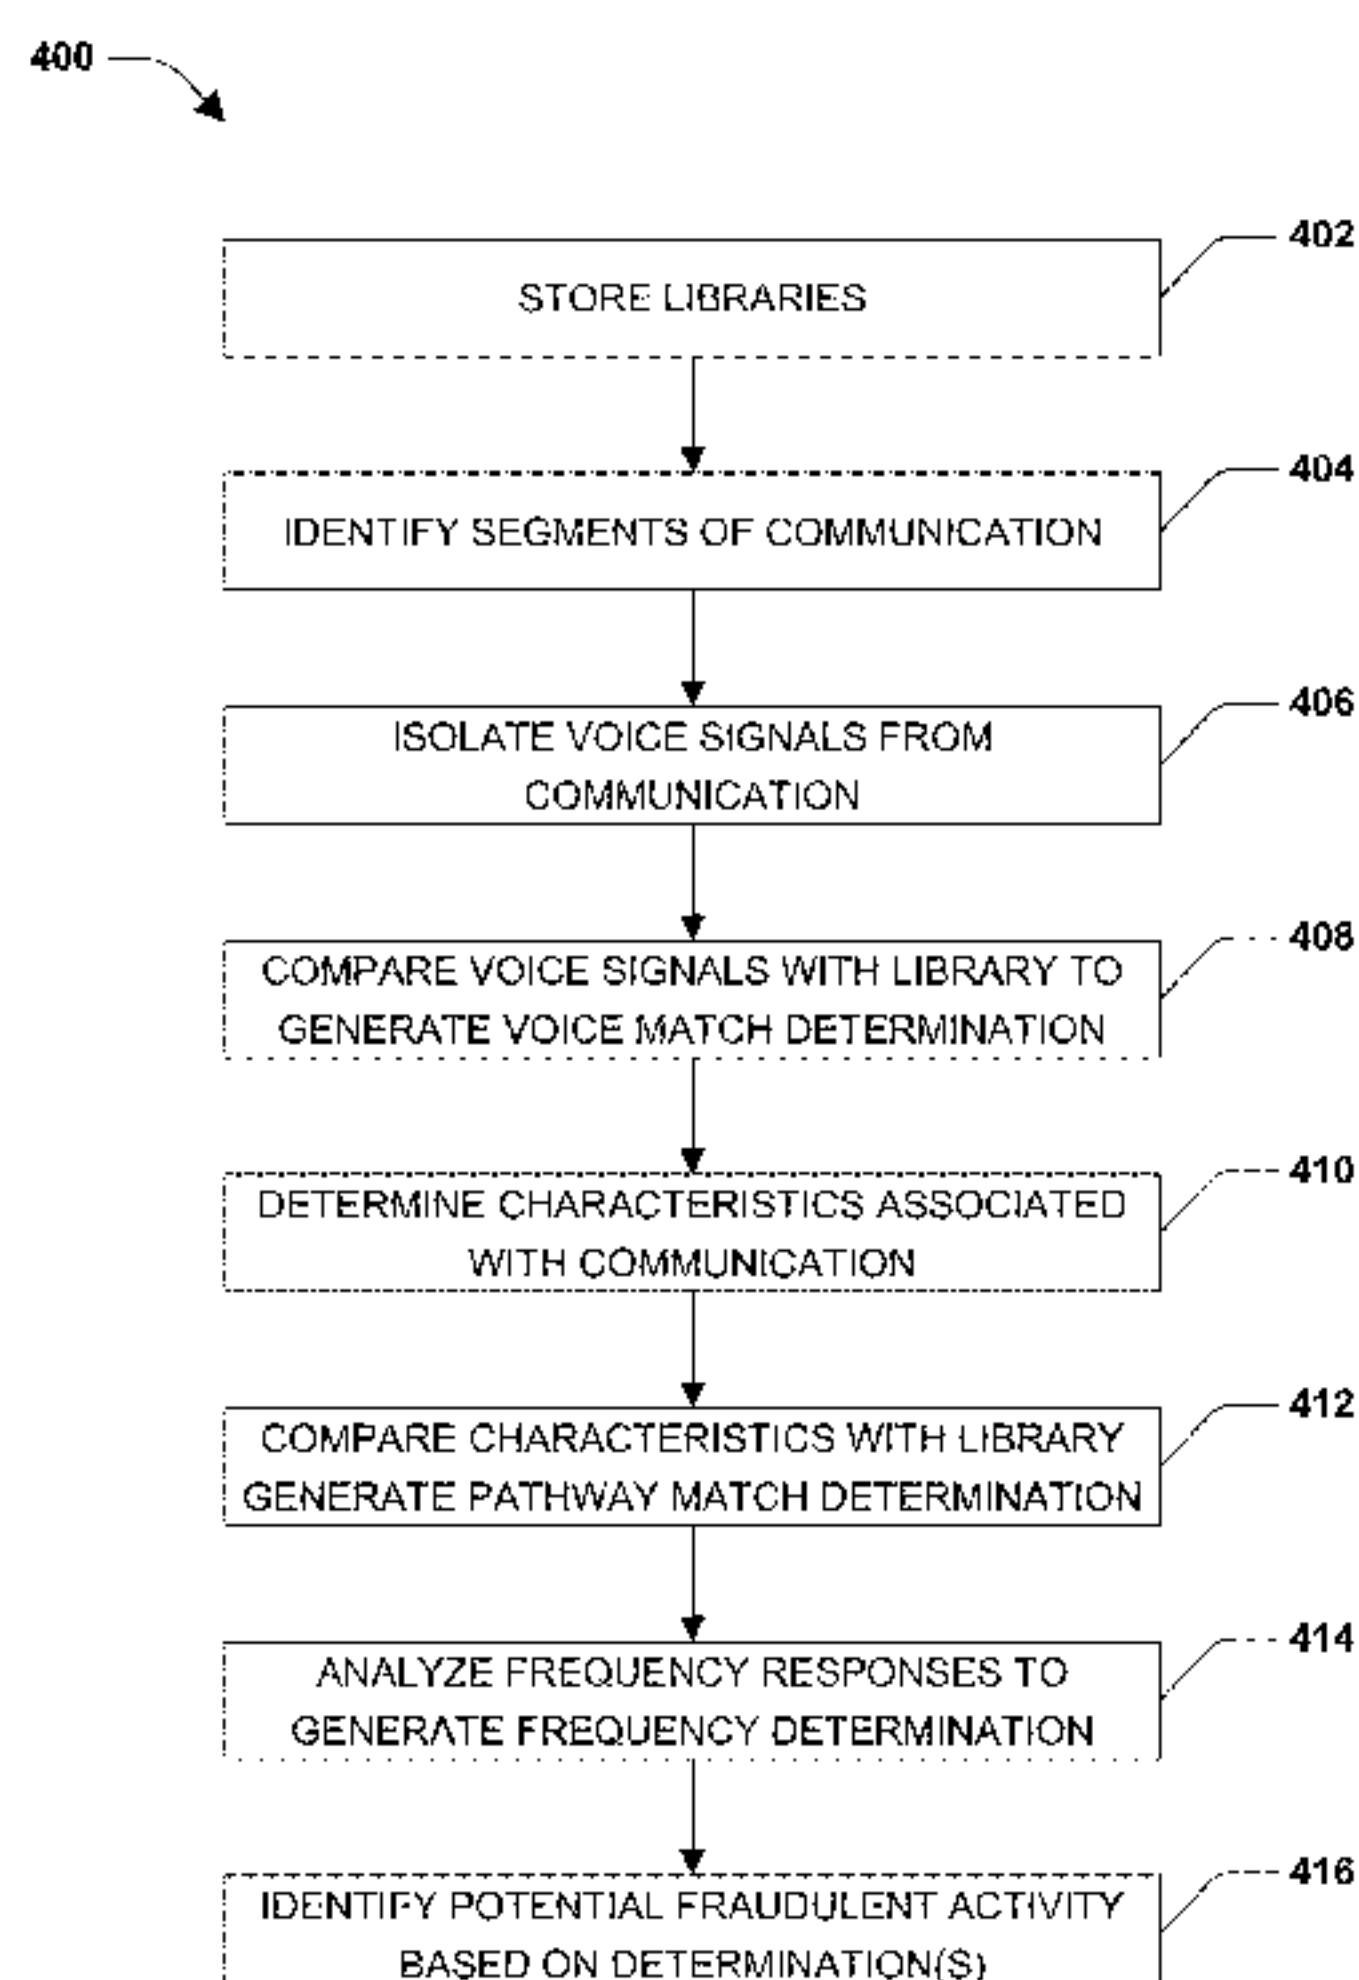 400
402
STORE LIBRARIES
404
IDENTIFY SEGMENTS OF COMMUNICATION
406
ISOLATE VOICE SIGNALS FROM
COMMUNICATION
408
COMPARE VOICE SIGNALS WITH LIBRARY TO
GENERATE VOICE MATCH DETERMINATION
410
DETERMINE CHARACTERISTICS ASSOCIATED
WITH COMMUNICATION
412
COMPARE CHARACTERISTICS WITH LIBRARY
GENERATE PATHWAY MATCH DETERMINATION
414
ANALYZE FREQUENCY RESPONSES TO
GENERATE FREQUENCY DETERMINATION
416
IDENTIFY POTENTIAL FRAUDULENT ACTIVITY
BASED ON DETERMINATION(S)